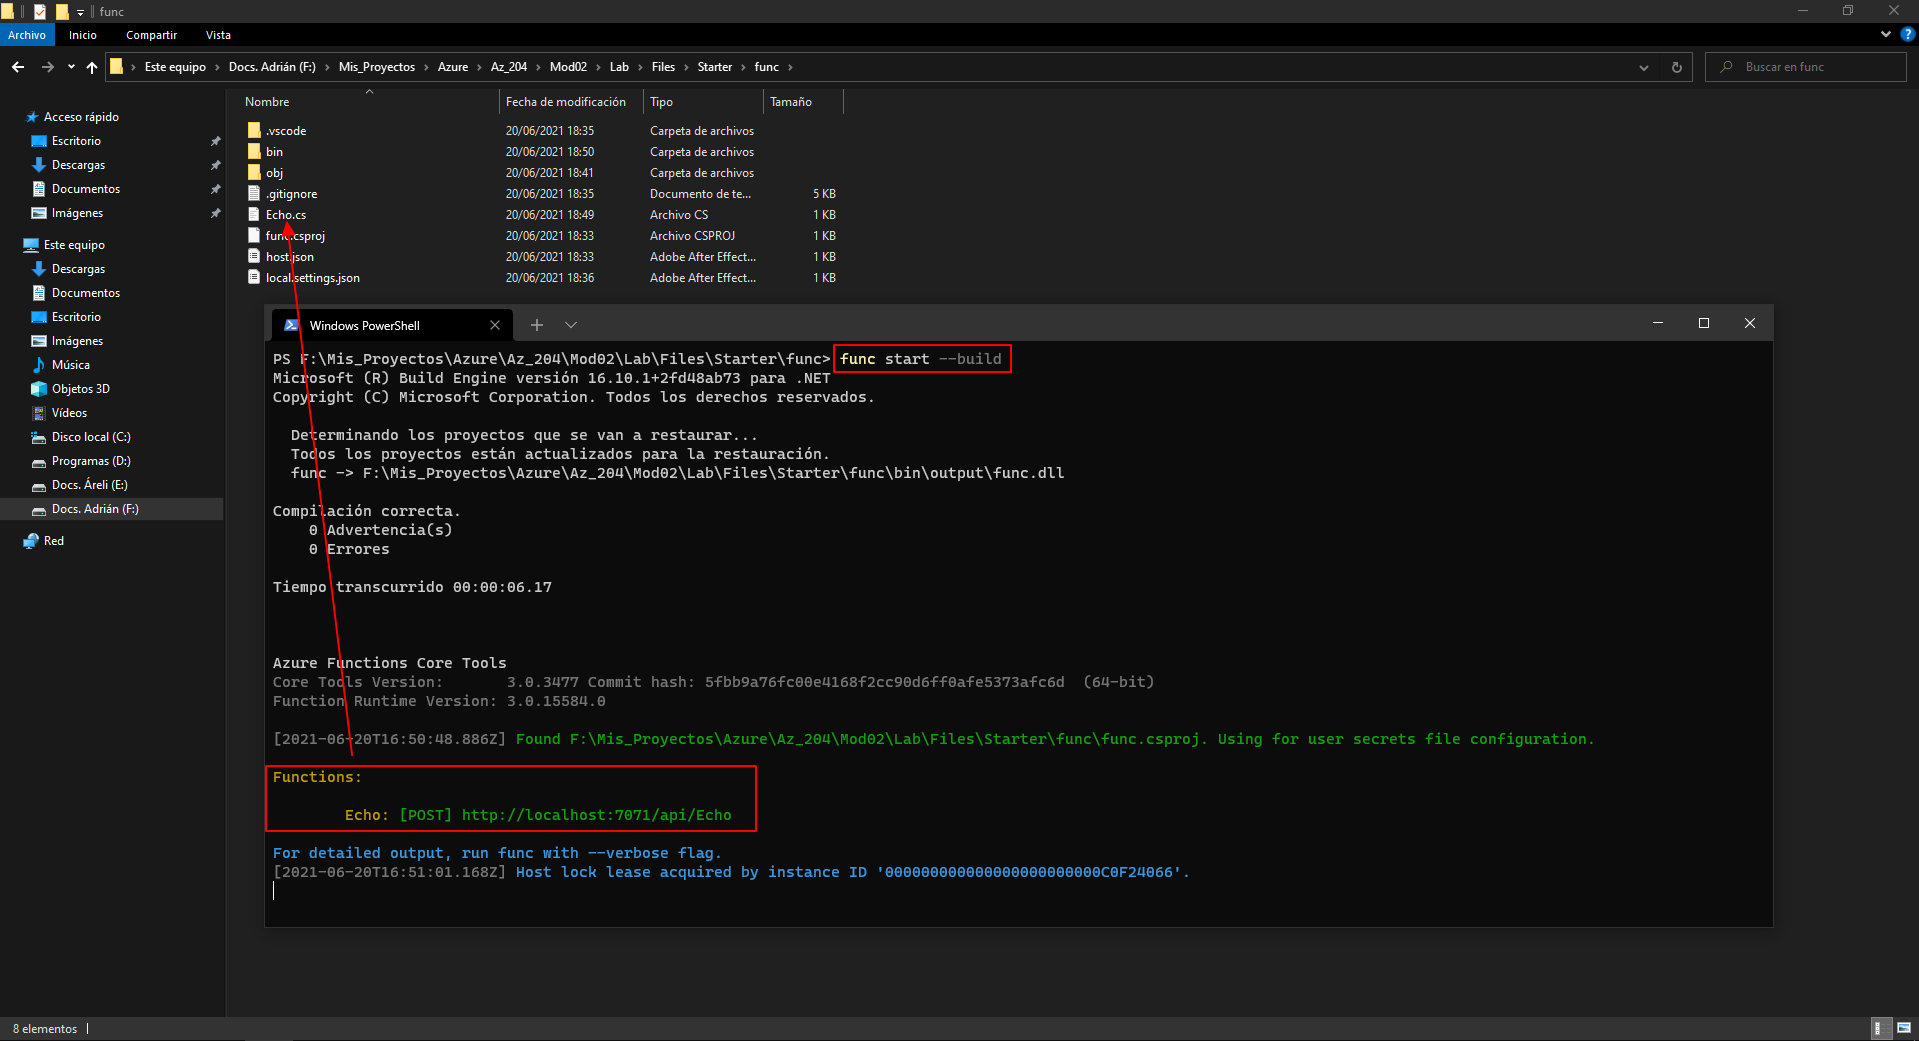 func
Archivo Inicio Compartir Vista
Este equipo Docs. Adrián (F:) Mis_Proyectos Azure Az_204 Mod02 Lab Files Starter func
Buscar en func
Acceso rápido
Escritorio
Descargas
Documentos
Imágenes
Este equipo
Descargas
Documentos
Escritorio
Imágenes
Música
Objetos 3D
Vídeos
Disco local (C:)
Programas (D:)
Docs. Áreli (E:)
Docs. Adrián (F:)
Red
Nombre Fecha de modificación Tipo Tamaño
.vscode 20/06/2021 18:35 Carpeta de archivos
bin 20/06/2021 18:50 Carpeta de archivos
obj 20/06/2021 18:41 Carpeta de archivos
.gitignore 20/06/2021 18:35 Documento de te... 5 KB
Echo.cs 20/06/2021 18:49 Archivo CS 1 KB
func.csproj 20/06/2021 18:33 Archivo CSPROJ 1 KB
host.json 20/06/2021 18:33 Adobe After Effect... 1 KB
local.settings.json 20/06/2021 18:36 Adobe After Effect... 1 KB
Windows PowerShell
PS F:\Mis_Proyectos\Azure\Az_204\Mod02\Lab\Files\Starter\func> func start --build
Microsoft (R) Build Engine versión 16.10.1+2fd48ab73 para .NET
Copyright (C) Microsoft Corporation. Todos los derechos reservados.
Determinando los proyectos que se van a restaurar...
Todos los proyectos están actualizados para la restauración.
func -> F:\Mis_Proyectos\Azure\Az_204\Mod02\Lab\Files\Starter\func\bin\output\func.dll
Compilación correcta.
0 Advertencia(s)
0 Errores
Tiempo transcurrido 00:00:06.17
Azure Functions Core Tools
Core Tools Version: 3.0.3477 Commit hash: 5fbb9a76fc00e4168f2cc90d6ff0afe5373afc6d (64-bit)
Function Runtime Version: 3.0.15584.0
[2021-06-20T16:50:48.886Z] Found F:\Mis_Proyectos\Azure\Az_204\Mod02\Lab\Files\Starter\func\func.csproj. Using for user secrets file configuration.
Functions:
Echo: [POST] http://localhost:7071/api/Echo
For detailed output, run func with --verbose flag.
[2021-06-20T16:51:01.168Z] Host lock lease acquired by instance ID '000000000000000000000000C0F24066'.
8 elementos